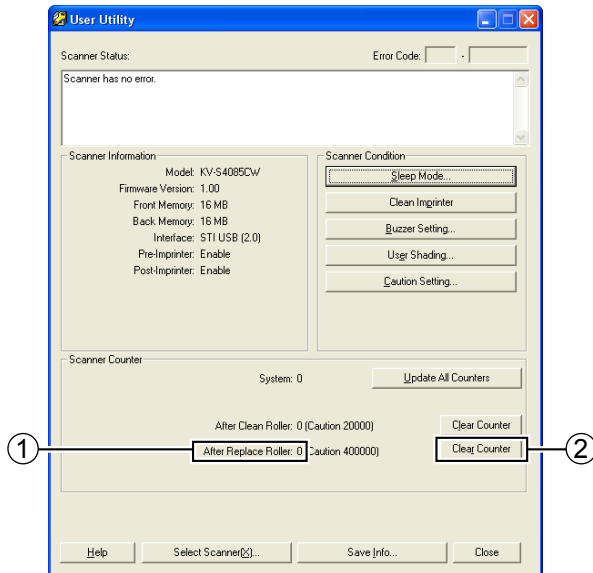 User Utility
Scanner Status:
Error Code: -
Scanner has no error.
Scanner Information
Model: KV-S4085CW
Firmware Version: 1.00
Front Memory: 16 MB
Back Memory: 16 MB
Interface: STI USB (2.0)
Pre-Imprinter: Enable
Post-Imprinter: Enable
Scanner Condition
Sleep Mode...
Clean Imprinter
Buzzer Setting...
User Shading...
Caution Setting...
Scanner Counter
System: 0
Update All Counters
After Clean Roller: 0 (Caution 20000)
Clear Counter
① After Replace Roller: 0 (Caution 400000)
Clear Counter ②
Help
Select Scanner(X)...
Save Info...
Close